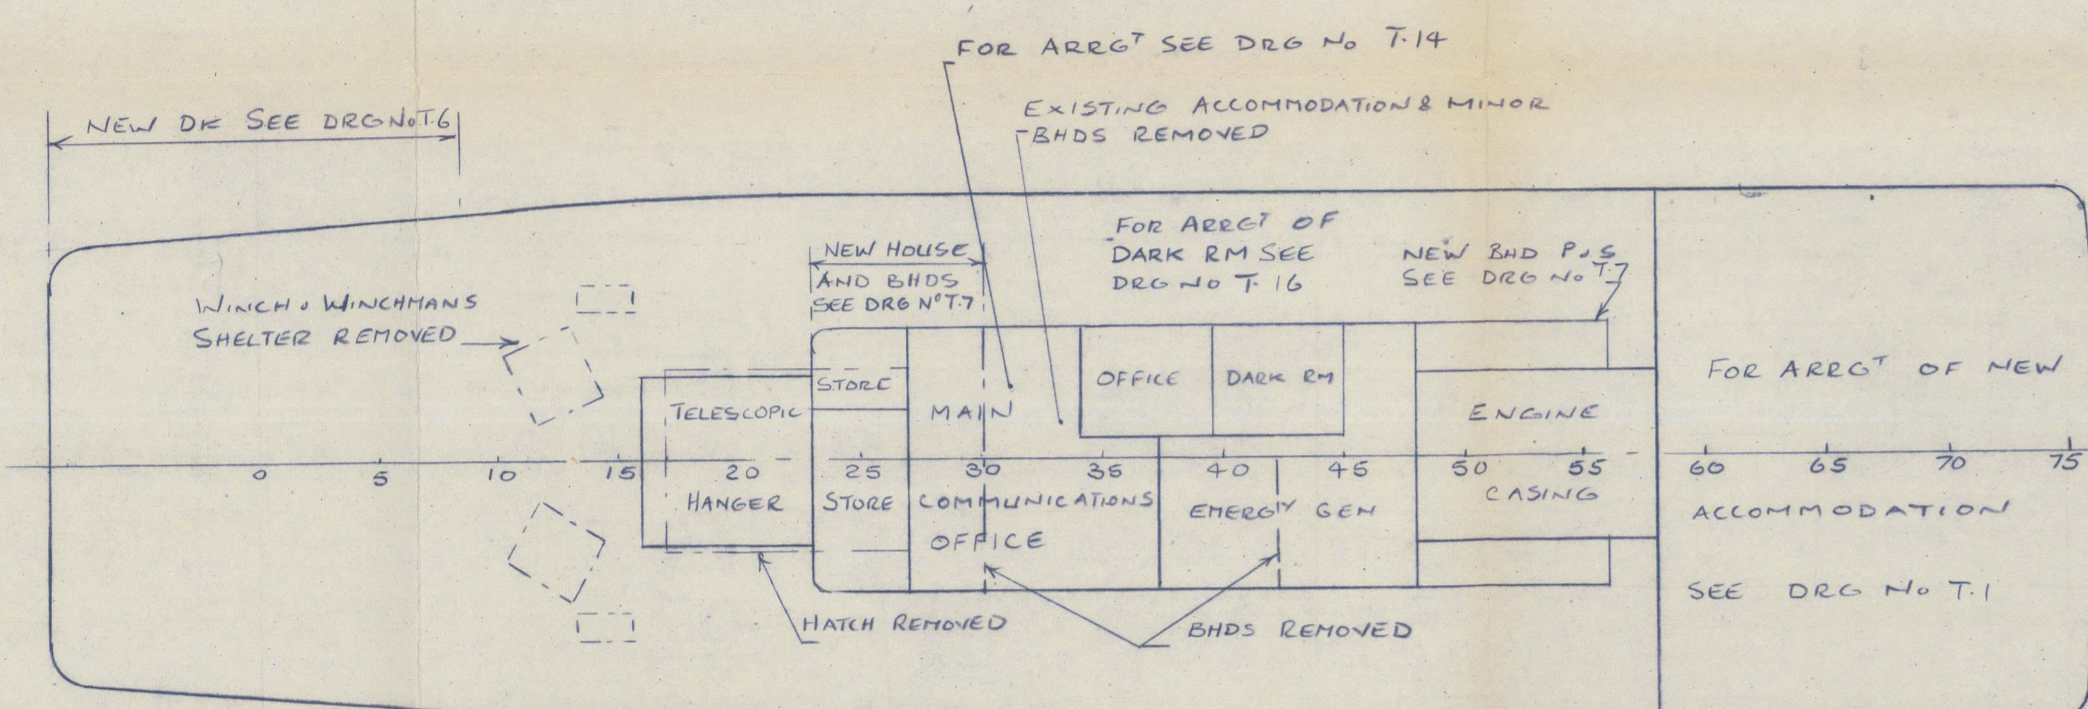 FOR ARRGT SEE DRG No T.14
EXISTING ACCOMMODATION & MINOR
BHDS REMOVED
NEW DK SEE DRG No T.6
FOR ARRGT OF
DARK RM SEE
DRG No T.16
NEW HOUSE
AND BHDS
SEE DRG No T.7
NEW BHD P&S
SEE DRG No T.7
WINCH & WINCHMANS
SHELTER REMOVED
STORE
OFFICE
DARK RM
FOR ARRGT OF NEW
TELESCOPIC
MAIN
ENGINE
0 5 10 15 20 25 30 35 40 45 50 55 60 65 70 75
HANGER
STORE
COMMUNICATIONS
OFFICE
EMERGY GEN
CASING
ACCOMMODATION
SEE DRG No T.1
HATCH REMOVED
BHDS REMOVED